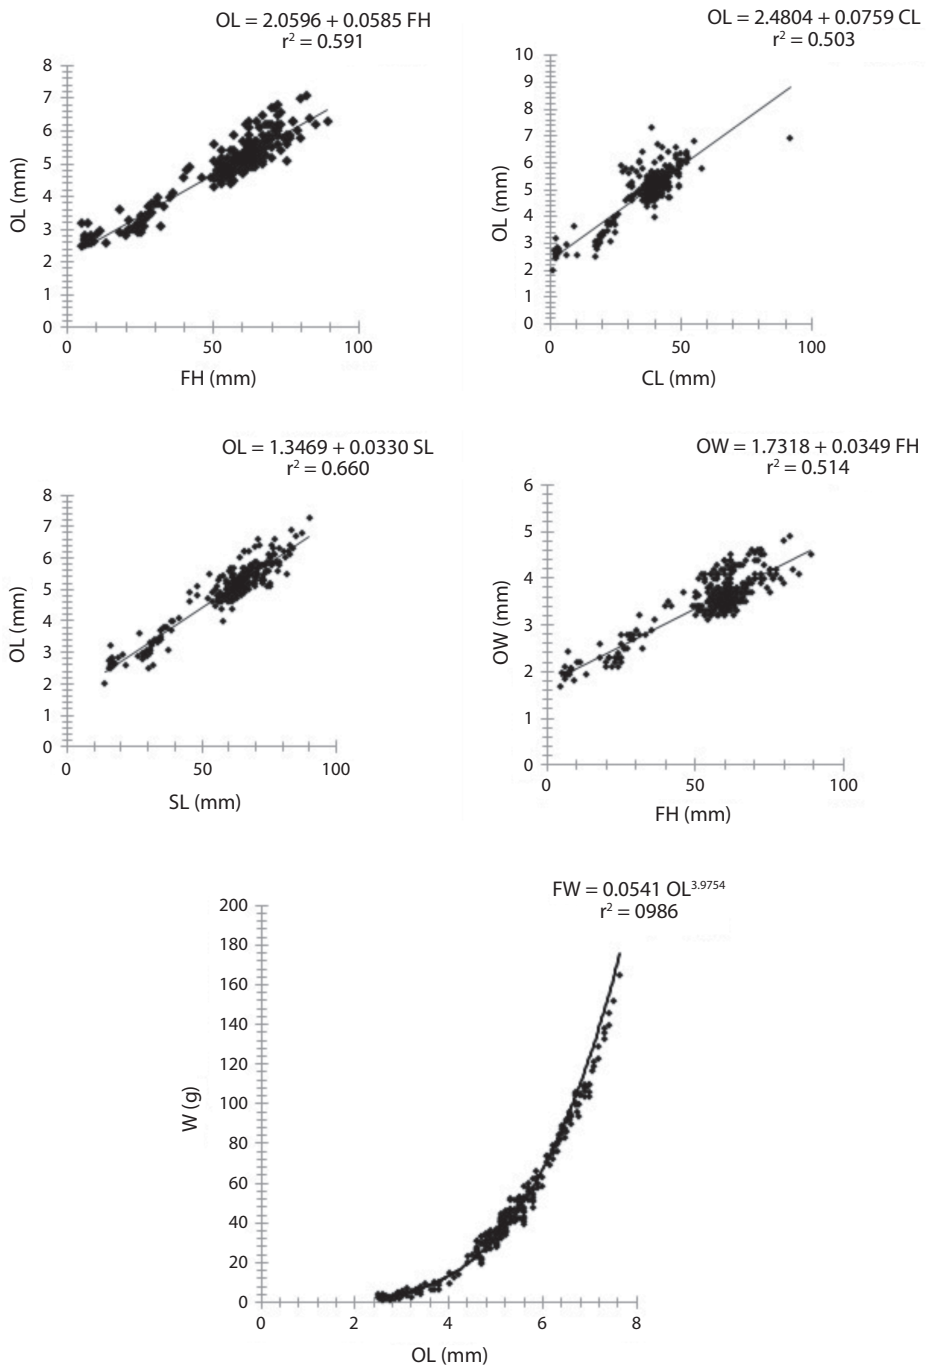 OL = 2.0596 + 0.0585 FH
r² = 0.591
8
7
6
5
4
3
2
1
0
OL (mm)
0 50 100
FH (mm)
OL = 2.4804 + 0.0759 CL
r² = 0.503
10
9
8
7
6
5
4
3
2
1
0
OL (mm)
0 50 100
CL (mm)
OL = 1.3469 + 0.0330 SL
r² = 0.660
8
7
6
5
4
3
2
1
0
OL (mm)
0 50 100
SL (mm)
OW = 1.7318 + 0.0349 FH
r² = 0.514
6
5
4
3
2
1
0
OW (mm)
0 50 100
FH (mm)
FW = 0.0541 OL³·⁹⁷⁵⁴
r² = 0986
200
180
160
140
120
100
80
60
40
20
0
W (g)
0 2 4 6 8
OL (mm)